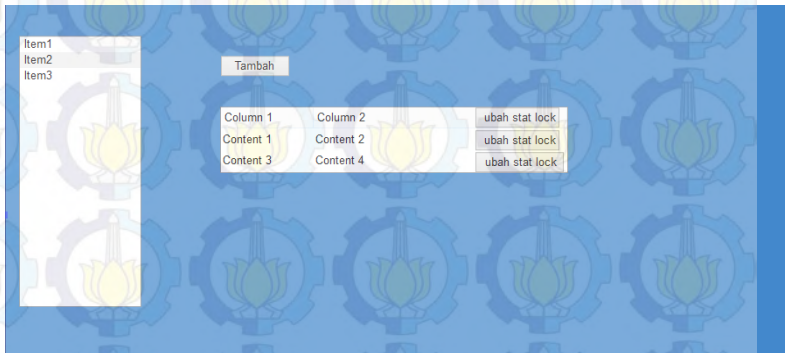 Item1
Item2
Item3
Tambah
Column 1 Column 2 ubah stat lock
Content 1 Content 2 ubah stat lock
Content 3 Content 4 ubah stat lock